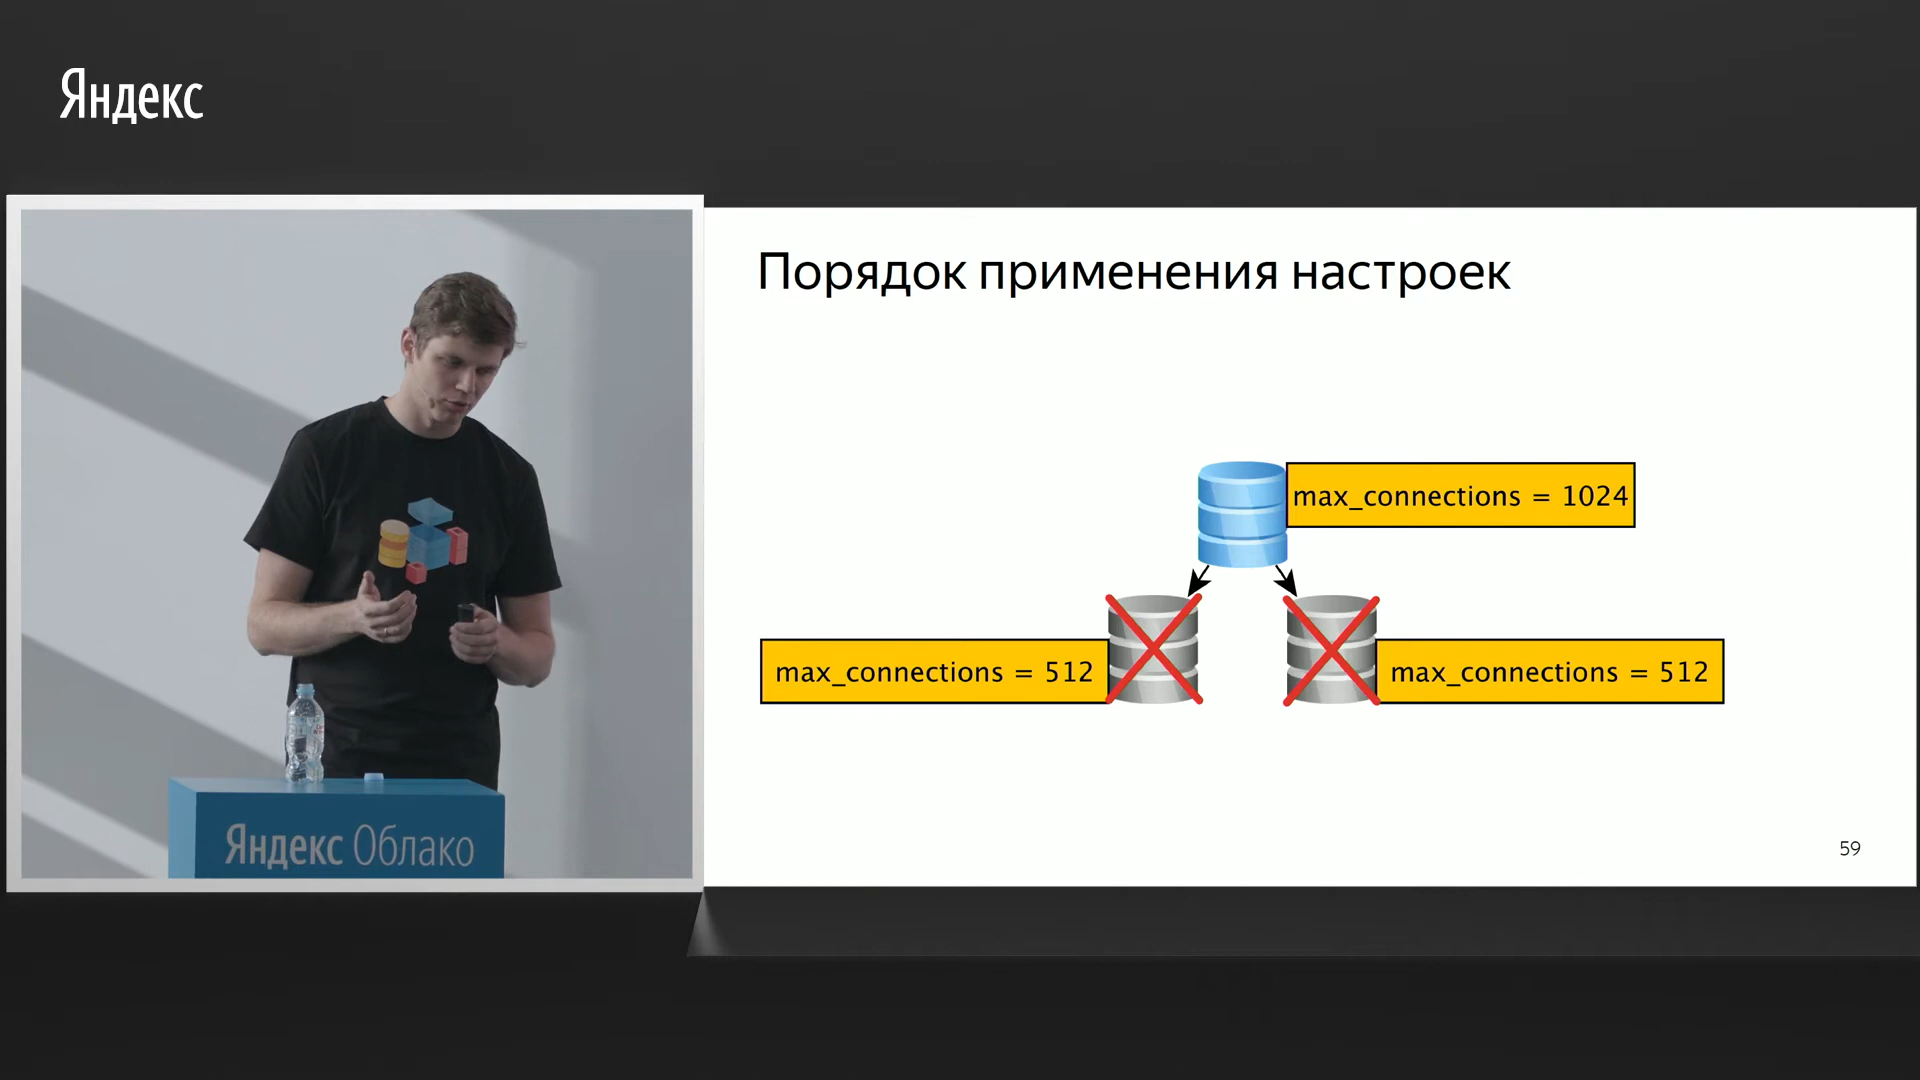 Яндекс
Порядок применения настроек
max_connections = 1024
max_connections = 512
max_connections = 512
Яндекс Облако
59